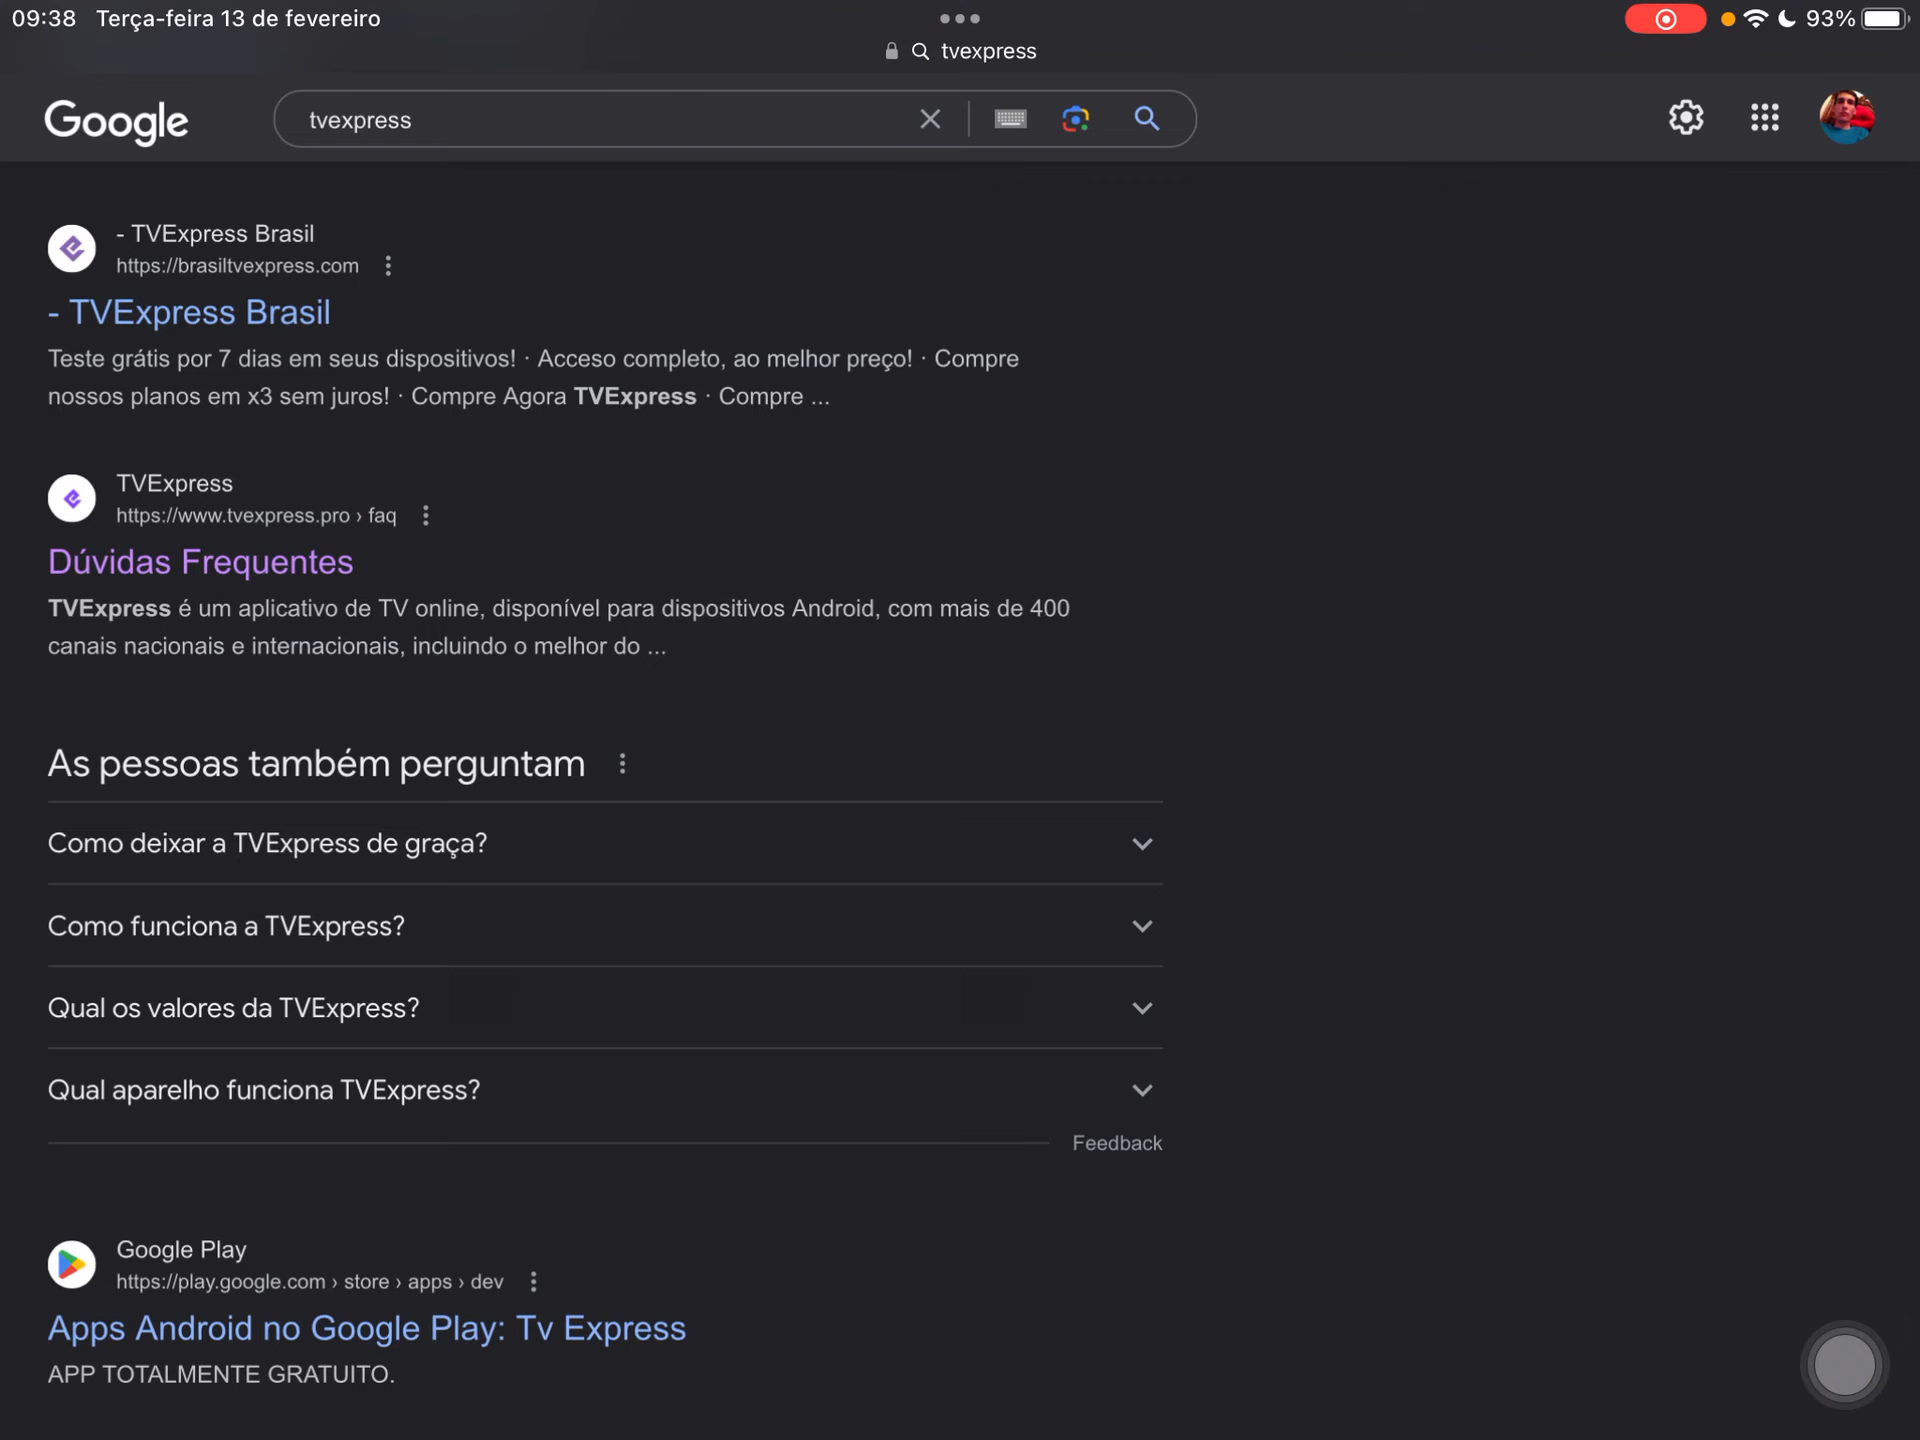 09:38 Terça-feira 13 de fevereiro
93%
tvexpress
Google
tvexpress
- TVExpress Brasil
https://brasiltvexpress.com
- TVExpress Brasil
Teste grátis por 7 dias em seus dispositivos! · Acceso completo, ao melhor preço! · Compre
nossos planos em x3 sem juros! · Compre Agora TVExpress · Compre ...
TVExpress
https://www.tvexpress.pro › faq
Dúvidas Frequentes
TVExpress é um aplicativo de TV online, disponível para dispositivos Android, com mais de 400
canais nacionais e internacionais, incluindo o melhor do ...
As pessoas também perguntam
Como deixar a TVExpress de graça?
Como funciona a TVExpress?
Qual os valores da TVExpress?
Qual aparelho funciona TVExpress?
Feedback
Google Play
https://play.google.com › store › apps › dev
Apps Android no Google Play: Tv Express
APP TOTALMENTE GRATUITO.